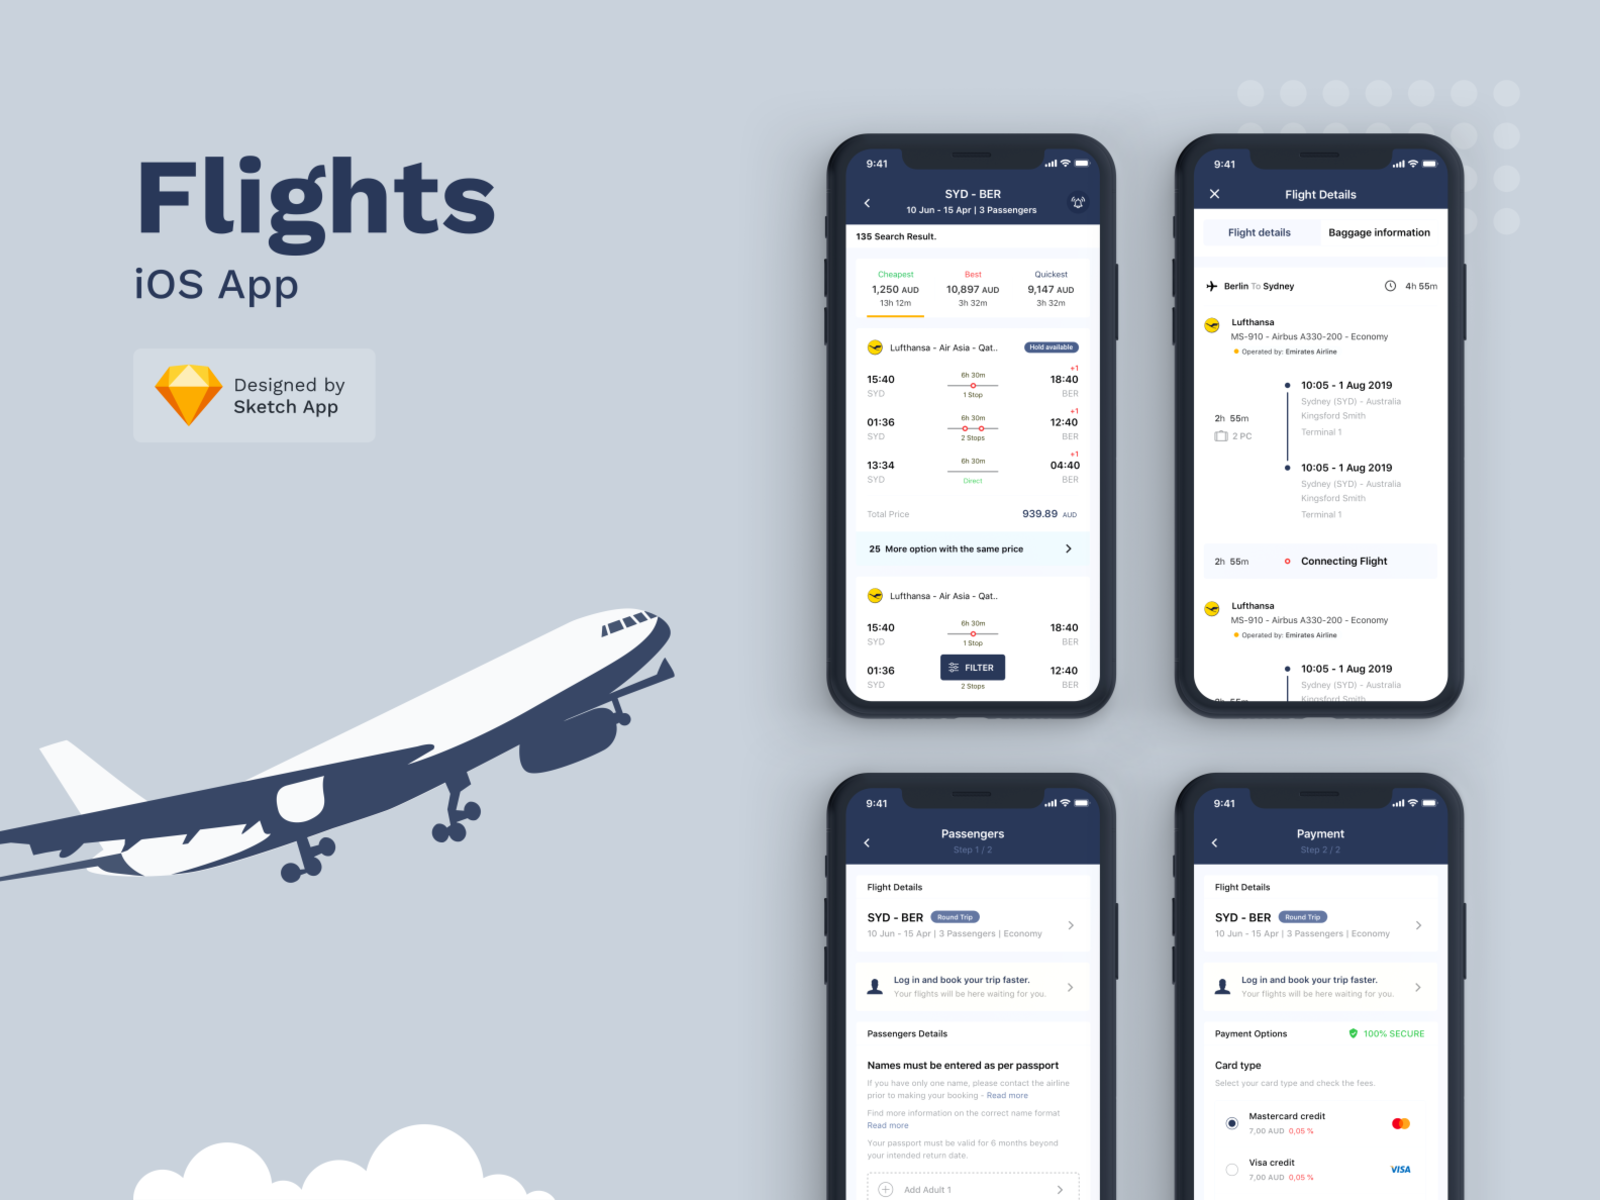 Flights
iOS App
Designed by
Sketch App
9:41
SYD - BER
10 Jun - 15 Apr | 3 Passengers
135 Search Result.
Cheapest Best Quickest
1,250 AUD 10,897 AUD 9,147 AUD
13h 12m 3h 32m 3h 32m
Lufthansa - Air Asia - Qat.. Hold available
6h 30m +1
15:40 18:40
SYD 1 Stop BER
6h 30m +1
01:36 12:40
SYD 2 Stops BER
6h 30m +1
13:34 04:40
SYD Direct BER
Total Price 939.89 AUD
25 More option with the same price
Lufthansa - Air Asia - Qat..
6h 30m
15:40 18:40
SYD 1 Stop BER
01:36 FILTER 12:40
SYD 2 Stops BER
9:41
Flight Details
Flight details Baggage information
Berlin To Sydney 4h 55m
Lufthansa
MS-910 - Airbus A330-200 - Economy
Operated by: Emirates Airline
10:05 - 1 Aug 2019
Sydney (SYD) - Australia
2h 55m
Kingsford Smith
2 PC
Terminal 1
10:05 - 1 Aug 2019
Sydney (SYD) - Australia
Kingsford Smith
Terminal 1
2h 55m Connecting Flight
Lufthansa
MS-910 - Airbus A330-200 - Economy
Operated by: Emirates Airline
10:05 - 1 Aug 2019
Sydney (SYD) - Australia
Kingsford Smith
2h 55m
9:41
Passengers
Step 1 / 2
Flight Details
SYD - BER Round Trip
10 Jun - 15 Apr | 3 Passengers | Economy
Log in and book your trip faster.
Your flights will be here waiting for you.
Passengers Details
Names must be entered as per passport
If you have only one name, please contact the airline
prior to making your booking - Read more
Find more information on the correct name format
Read more
Your passport must be valid for 6 months beyond
your intended return date.
Add Adult 1
9:41
Payment
Step 2 / 2
Flight Details
SYD - BER Round Trip
10 Jun - 15 Apr | 3 Passengers | Economy
Log in and book your trip faster.
Your flights will be here waiting for you.
Payment Options 100% SECURE
Card type
Select your card type and check the fees.
Mastercard credit
7,00 AUD 0,05 %
Visa credit VISA
7,00 AUD 0,05 %